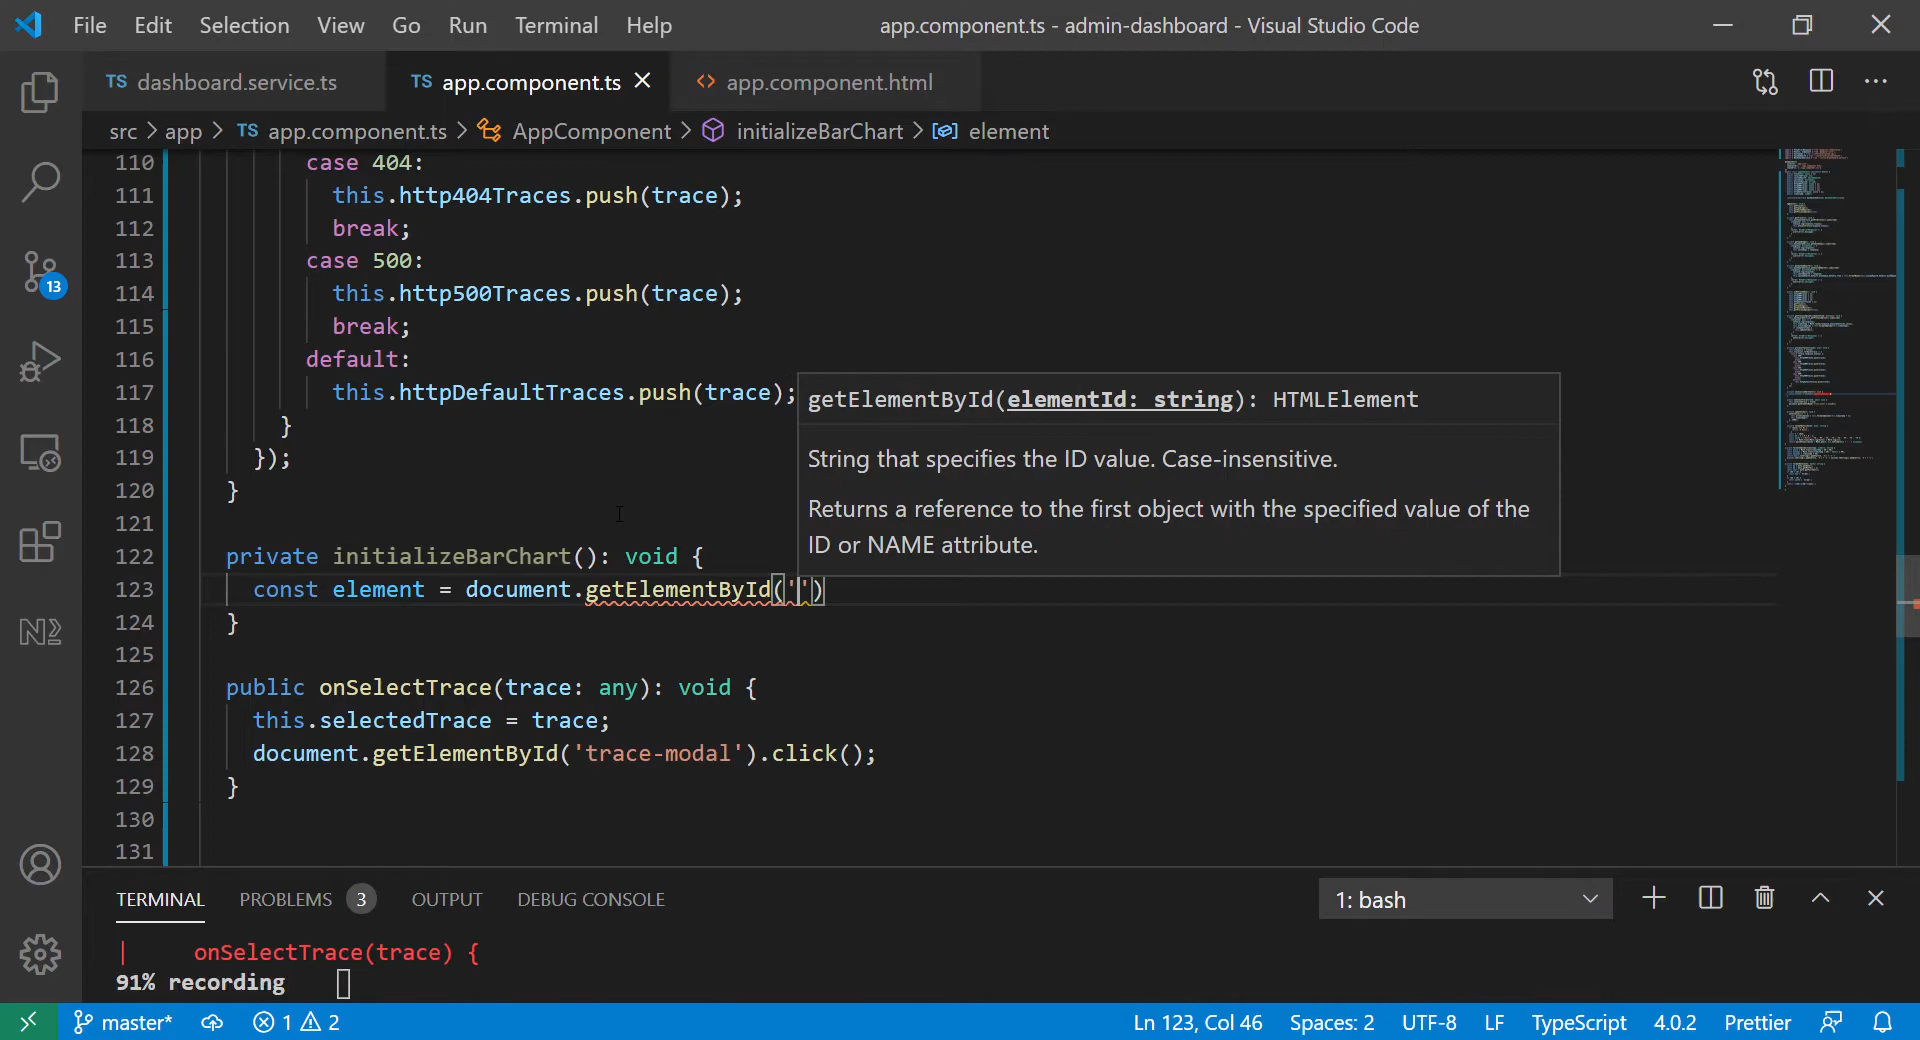 File Edit Selection View Go Run Terminal Help app.component.ts - admin-dashboard - Visual Studio Code
TS dashboard.service.ts TS app.component.ts <> app.component.html
src > app > TS app.component.ts > AppComponent > initializeBarChart > element
110 case 404:
111 this.http404Traces.push(trace);
112 break;
113 case 500:
114 this.http500Traces.push(trace);
115 break;
116 default:
117 this.httpDefaultTraces.push(trace);
getElementById(elementId: string): HTMLElement
118 }
String that specifies the ID value. Case-insensitive.
119 });
120 }
Returns a reference to the first object with the specified value of the
ID or NAME attribute.
121
122 private initializeBarChart(): void {
123 const element = document.getElementById('')
124 }
125
126 public onSelectTrace(trace: any): void {
127 this.selectedTrace = trace;
128 document.getElementById('trace-modal').click();
129 }
130
131
13
TERMINAL PROBLEMS 3 OUTPUT DEBUG CONSOLE 1: bash
| onSelectTrace(trace) {
91% recording
master* 1 2 Ln 123, Col 46 Spaces: 2 UTF-8 LF TypeScript 4.0.2 Prettier